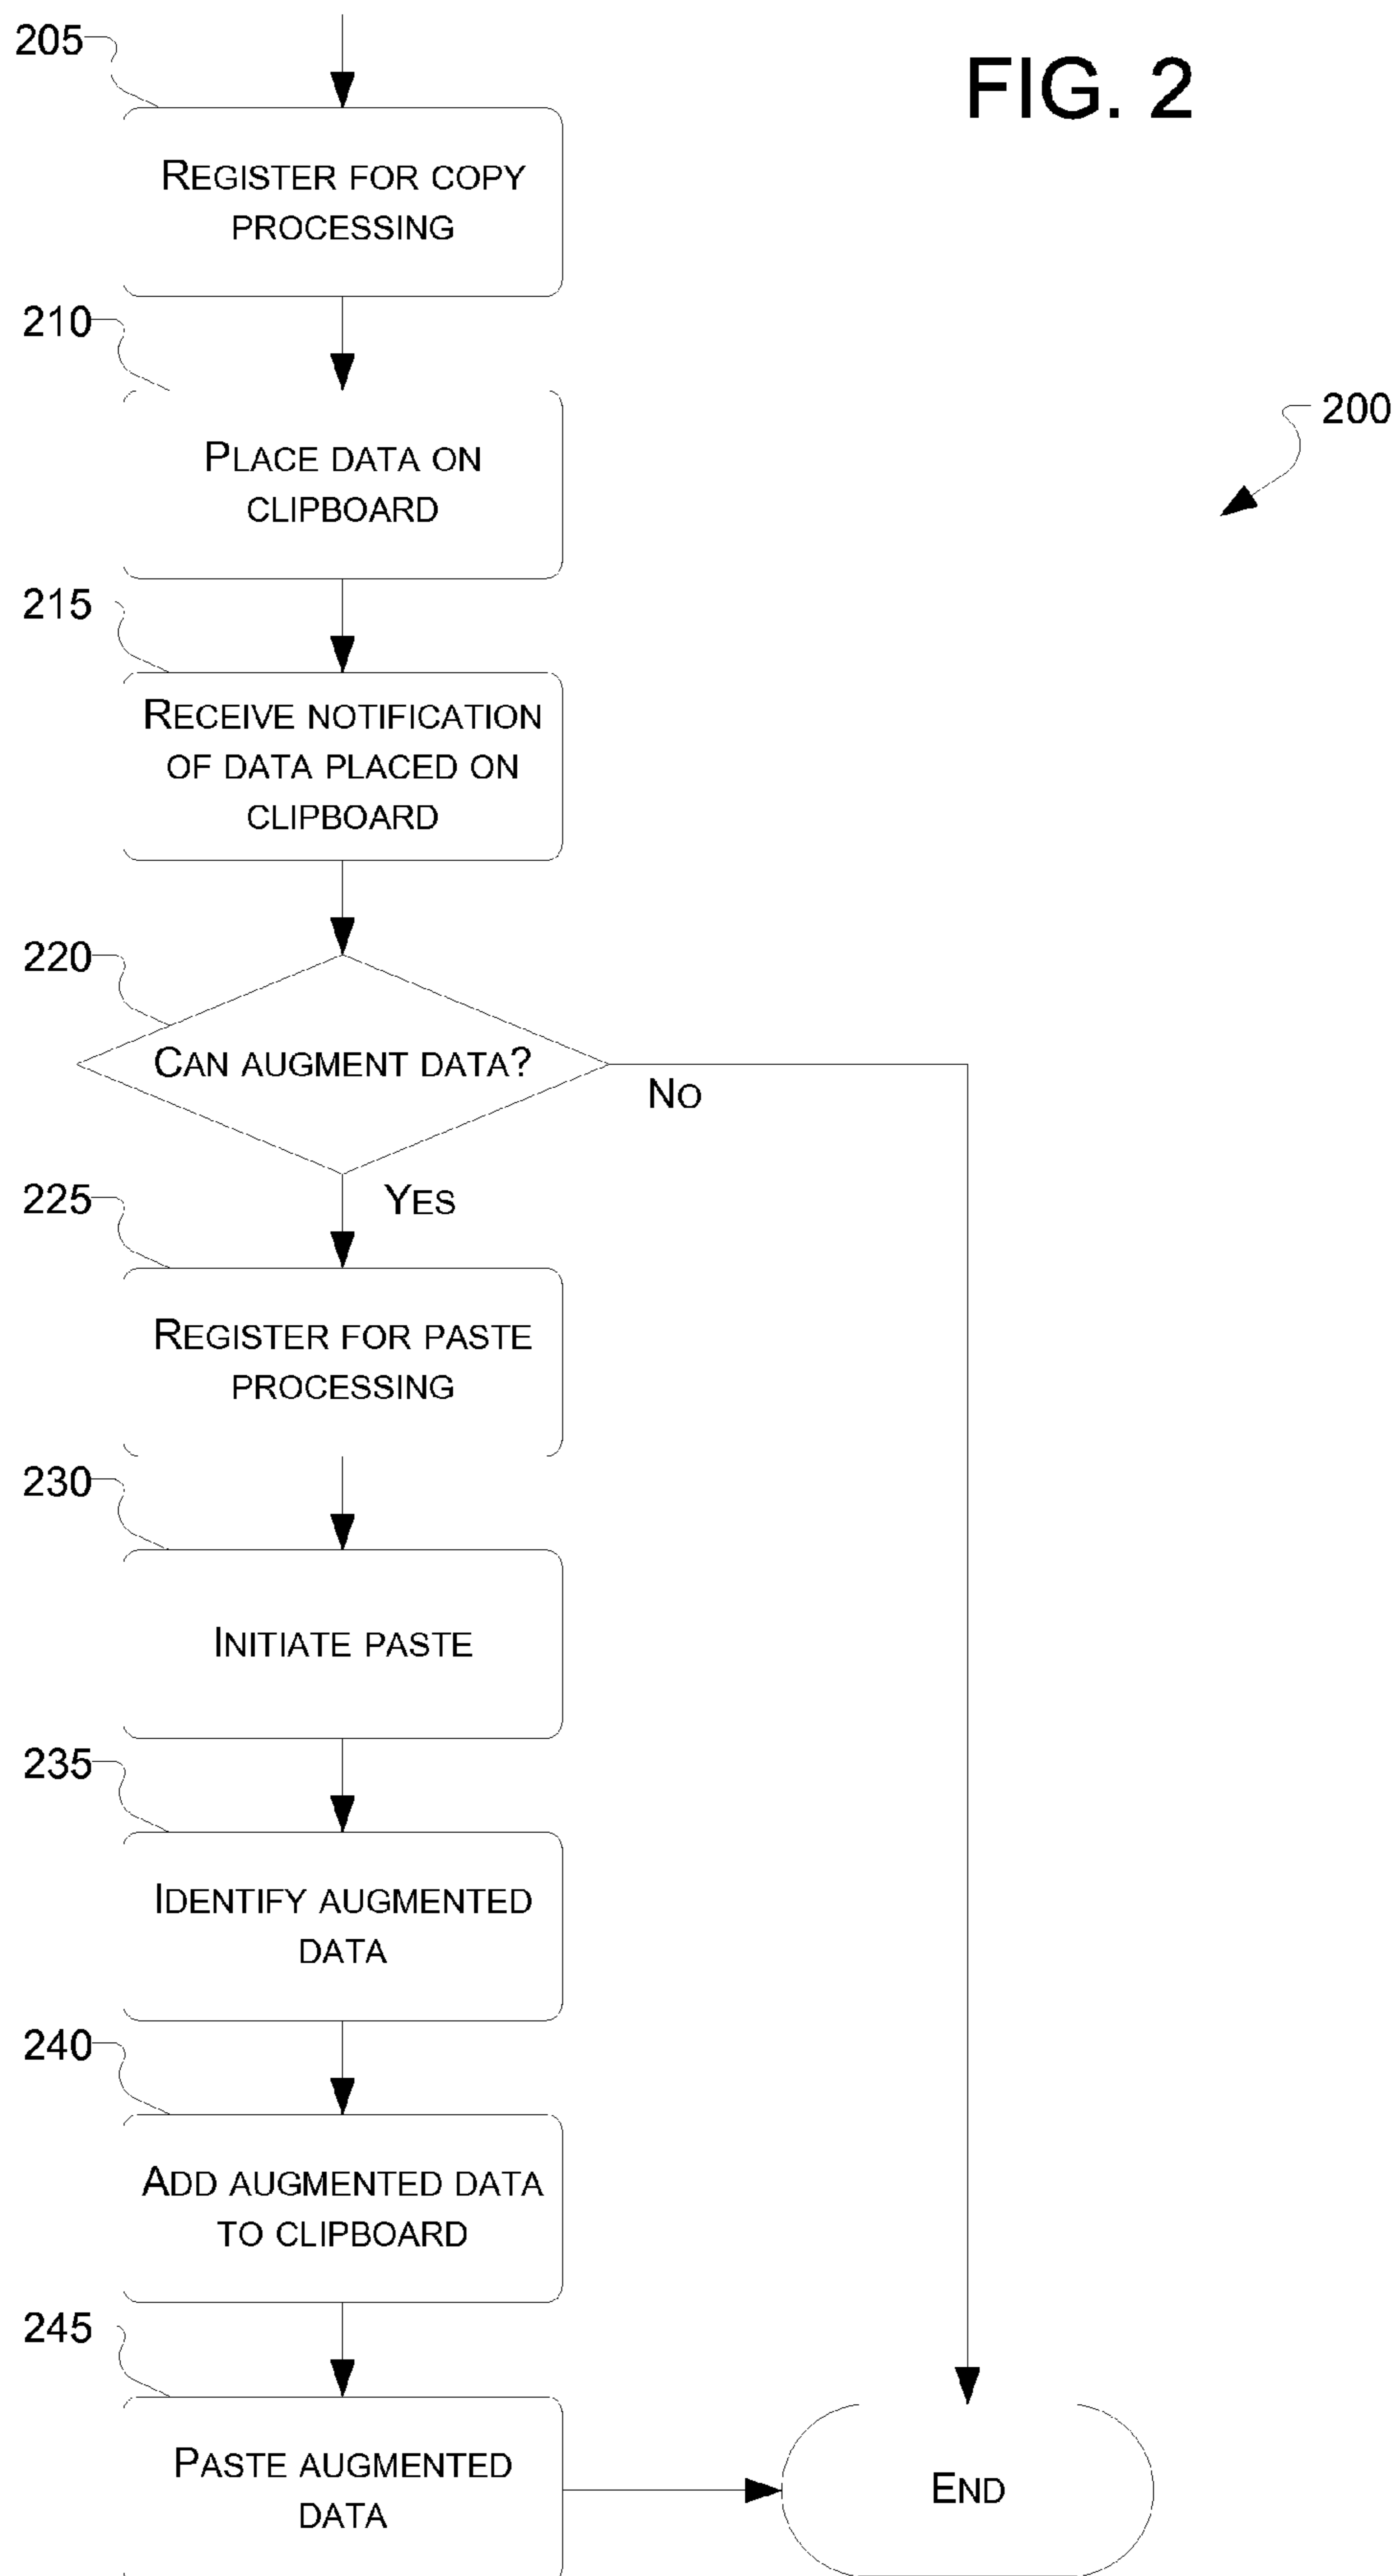 FIG. 2
205
REGISTER FOR COPY
PROCESSING
210
PLACE DATA ON
CLIPBOARD
200
215
RECEIVE NOTIFICATION
OF DATA PLACED ON
CLIPBOARD
220
CAN AUGMENT DATA?
NO
YES
225
REGISTER FOR PASTE
PROCESSING
230
INITIATE PASTE
235
IDENTIFY AUGMENTED
DATA
240
ADD AUGMENTED DATA
TO CLIPBOARD
245
PASTE AUGMENTED
DATA
END